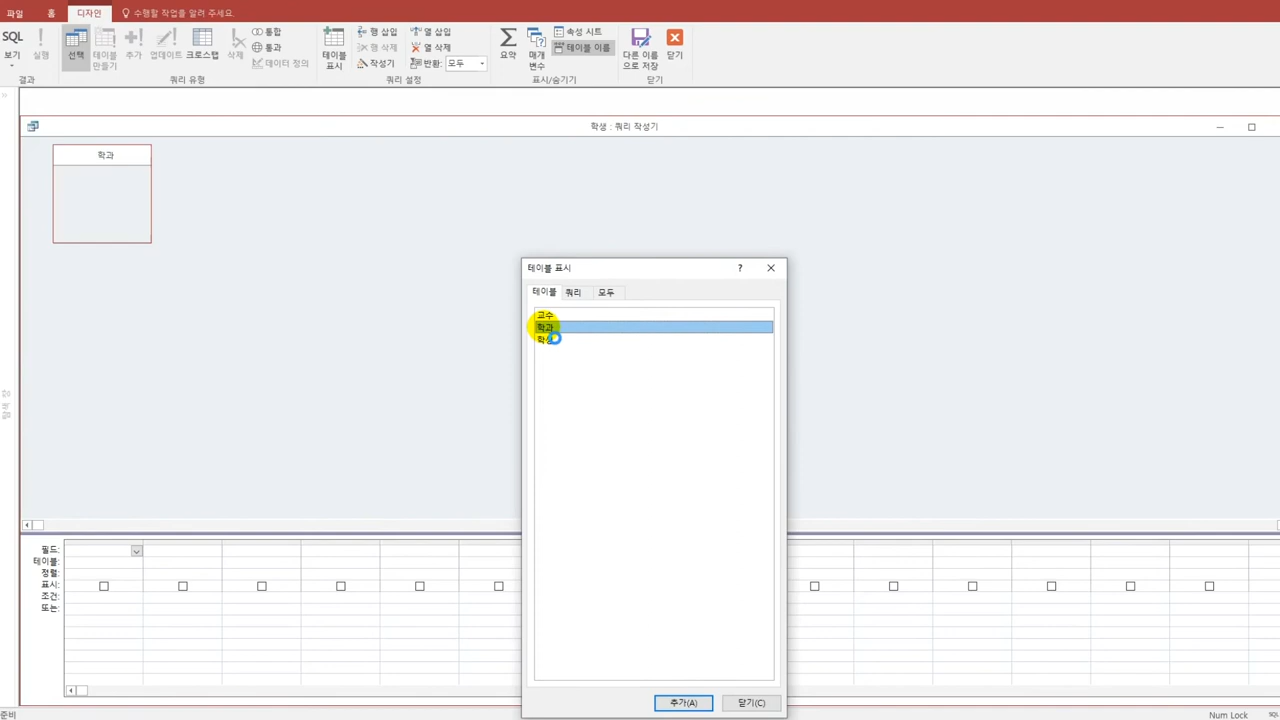 파일 홈 디자인 수행할 작업을 알려 주세요.
SQL
보기
실행
선택
테이블
만들기
추가
업데이트
크로스탭
삭제
통합
통과
데이터 정의
테이블
표시
행 삽입
행 삭제
작성기
열 삽입
열 삭제
반환: 모두
요약
매개
변수
속성 시트
테이블 이름
다른 이름
으로 저장
닫기
결과 쿼리 유형 쿼리 설정 표시/숨기기 닫기
학생 : 쿼리 작성기
학과
테이블 표시
테이블 쿼리 모두
교수
학과
학생
탐색 창
필드:
테이블:
정렬:
표시:
조건:
또는:
추가(A) 닫기(C)
준비 Num Lock SQL